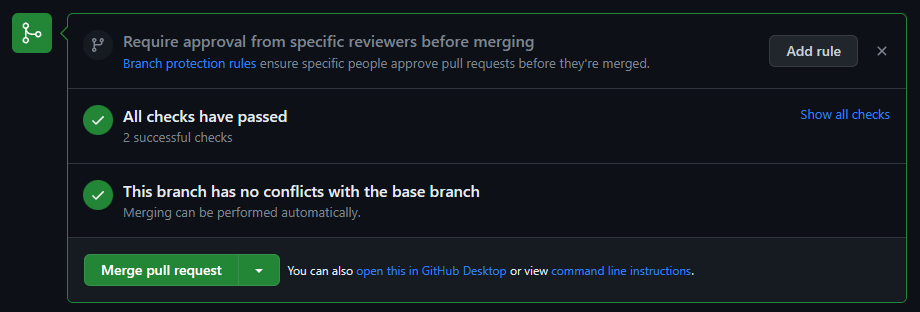 Require approval from specific reviewers before merging
Branch protection rules ensure specific people approve pull requests before they're merged.
Add rule
All checks have passed
2 successful checks
Show all checks
This branch has no conflicts with the base branch
Merging can be performed automatically.
Merge pull request
You can also open this in GitHub Desktop or view command line instructions.